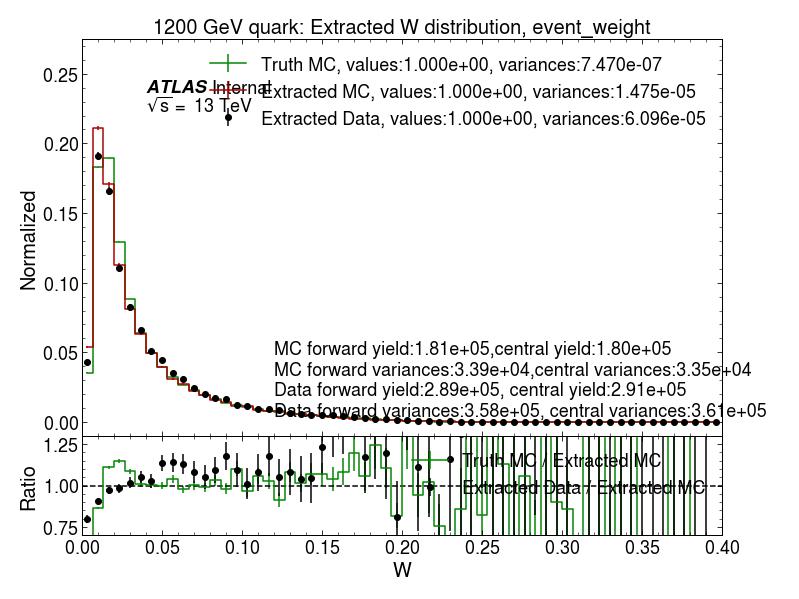 1200 GeV quark: Extracted W distribution, event_weight
Truth MC, values:1.000e+00, variances:7.470e-07
ATLAS Internal
Extracted MC, values:1.000e+00, variances:1.475e-05
√s = 13 TeV
Extracted Data, values:1.000e+00, variances:6.096e-05
0.25
0.20
0.15
0.10
0.05
0.00
Normalized
MC forward yield:1.81e+05,central yield:1.80e+05
MC forward variances:3.39e+04,central variances:3.35e+04
Data forward yield:2.89e+05, central yield:2.91e+05
Data forward variances:3.58e+05, central variances:3.61e+05
1.25
1.00
0.75
Ratio
Truth MC / Extracted MC
Extracted Data / Extracted MC
0.00 0.05 0.10 0.15 0.20 0.25 0.30 0.35 0.40
W